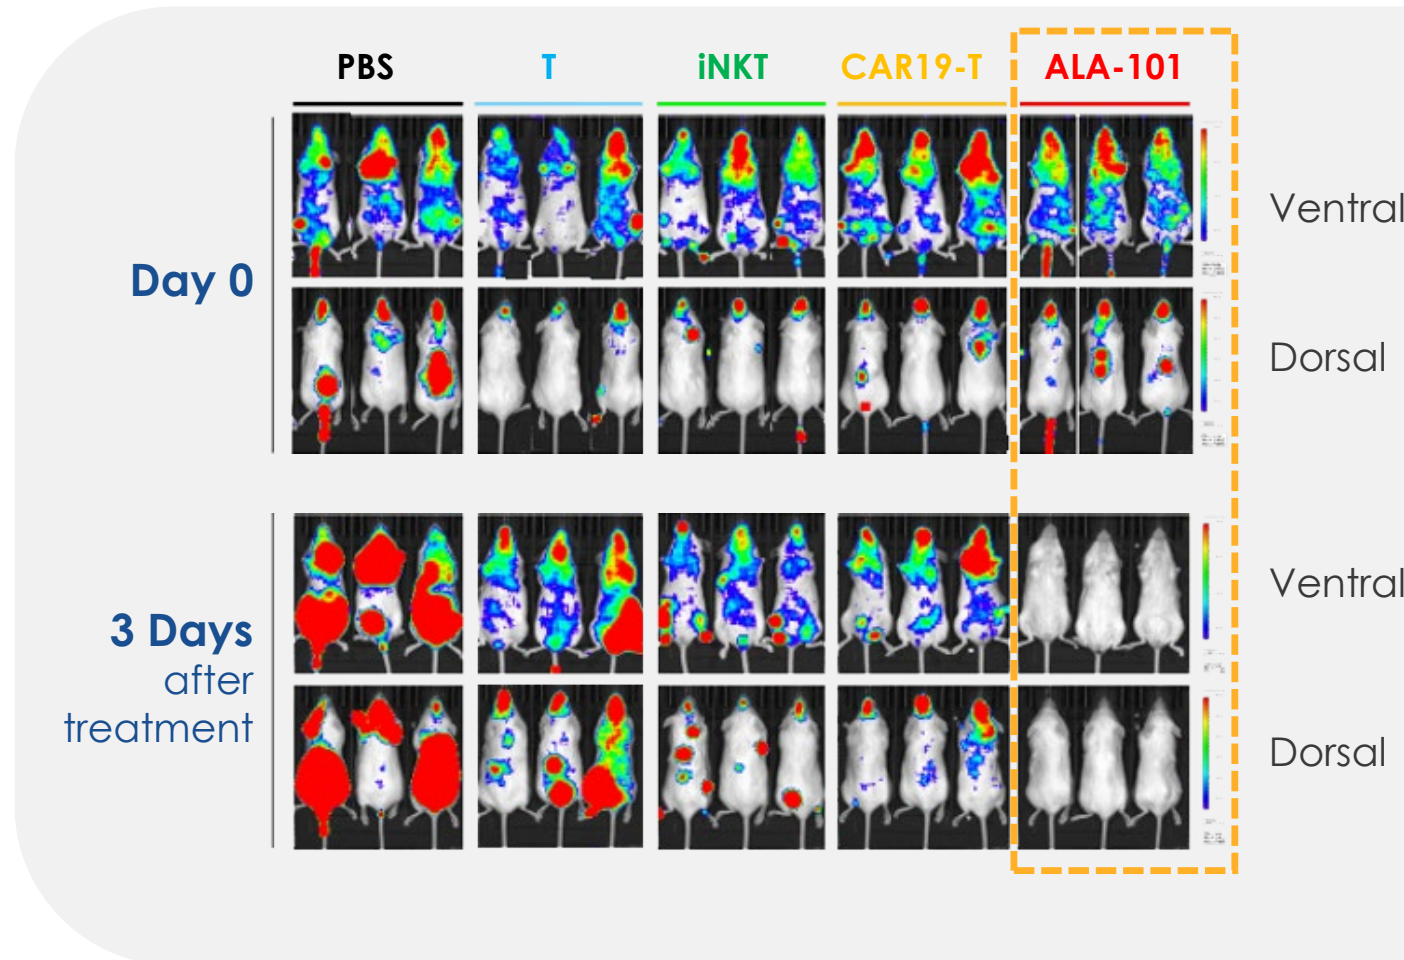 PBS
T
iNKT
CAR19-T
ALA-101
Day 0
Ventral
Dorsal
3 Days
after
treatment
Ventral
Dorsal